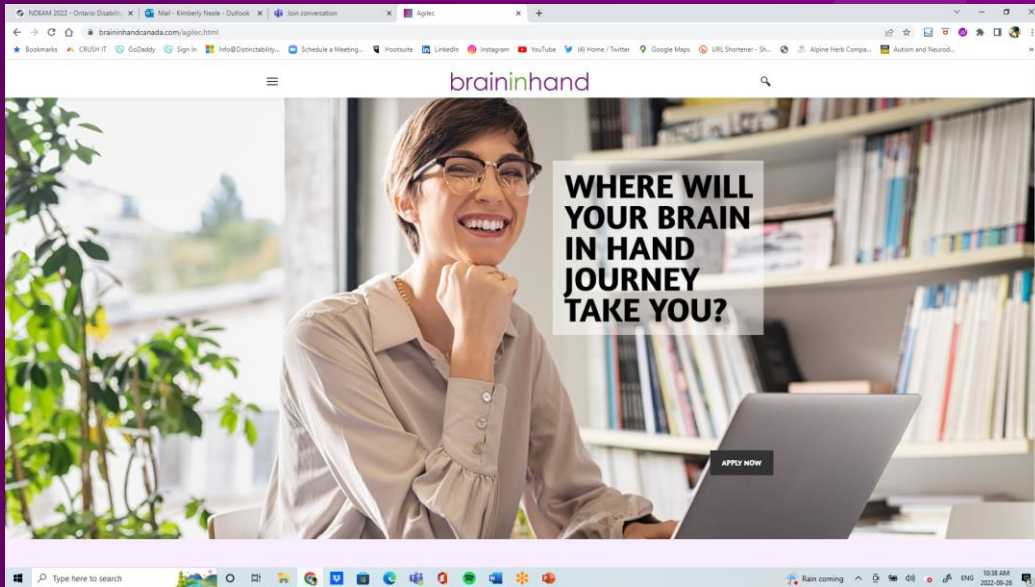 NDEAM 2022 - Ontario Disability
Mail - Kimberly Neale - Outlook
Join conversation
Agilec
braininhandcanada.com/agilec.html
Bookmarks CRUSH IT GoDaddy Sign In Info@Distinctability... Schedule a Meeting... Hootsuite LinkedIn Instagram YouTube (4) Home / Twitter Google Maps URL Shortener - Sh... Alpine Herb Compa... Autism and Neurod...
braininhand
WHERE WILL
YOUR BRAIN
IN HAND
JOURNEY
TAKE YOU?
APPLY NOW
Type here to search
Rain coming
ENG
10:38 AM
2022-09-26